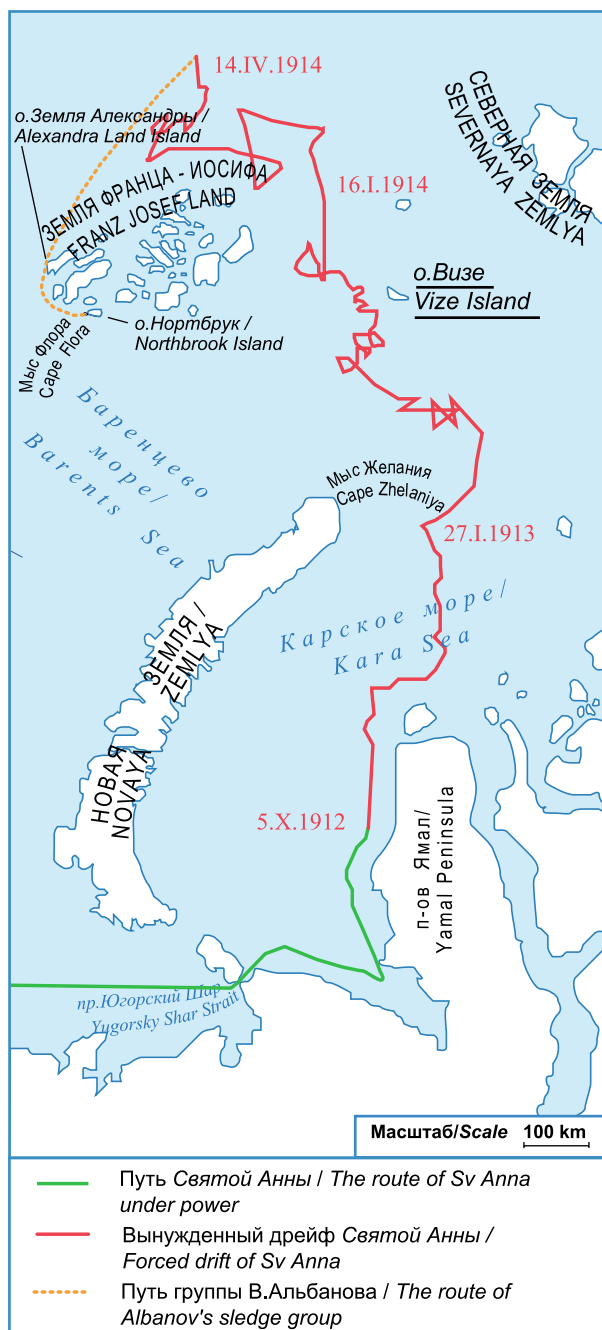 14.IV.1914
о.Земля Александры /
Alexandra Land Island
СЕВЕРНАЯ ЗЕМЛЯ
SEVERNAYA ZEMLYA
ЗЕМЛЯ ФРАНЦА - ИОСИФА
FRANZ JOSEF LAND
16.I.1914
о.Визе
Vize Island
о.Нортбрук /
Northbrook Island
Мыс Флора
Cape Flora
Баренцево
море/
Barents Sea
Мыс Желания
Cape Zhelaniya
27.I.1913
Карское море/
Kara Sea
НОВАЯ ЗЕМЛЯ /
NOVAYA ZEMLYA
5.X.1912
п-ов Ямал/
Yamal Peninsula
пр.Югорский Шар
Yugorsky Shar Strait
Масштаб/Scale 100 km
Путь Святой Анны / The route of Sv Anna
under power
Вынужденный дрейф Святой Анны /
Forced drift of Sv Anna
Путь группы В.Альбанова / The route of
Albanov's sledge group